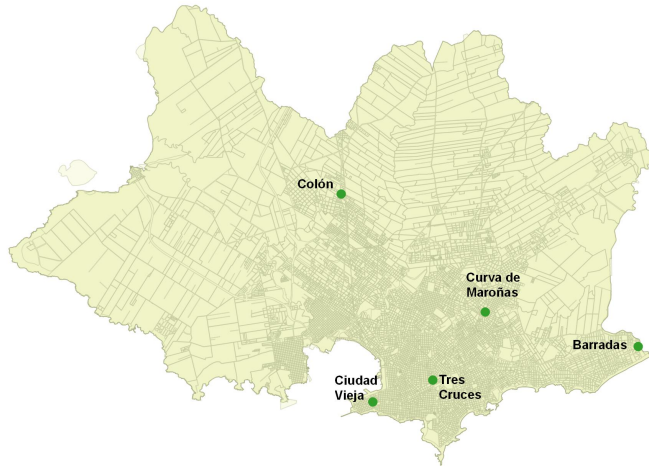 Colón
Curva de
Maroñas
Barradas
Ciudad
Vieja
Tres
Cruces